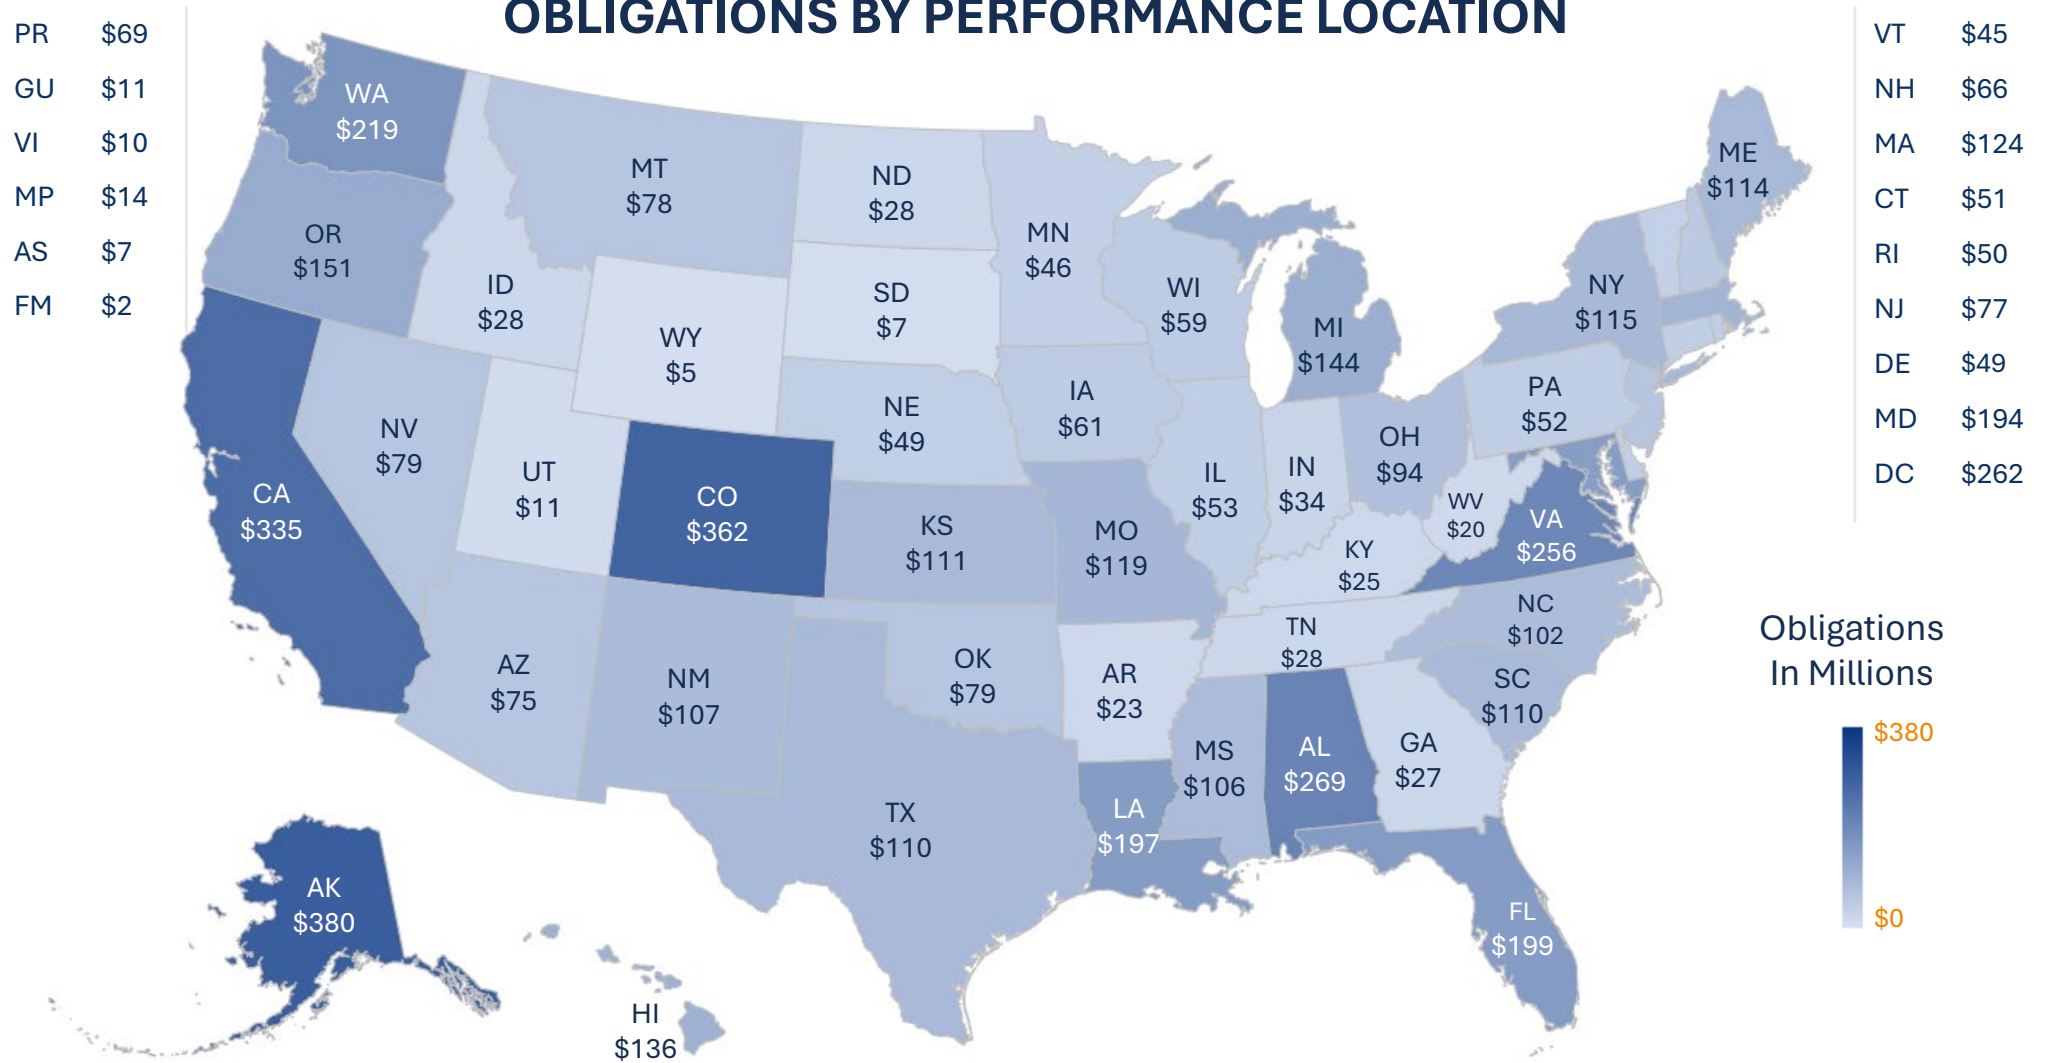 OBLIGATIONS BY PERFORMANCE LOCATION
PR $69
GU $11
VI $10
MP $14
AS $7
FM $2
VT $45
NH $66
MA $124
CT $51
RI $50
NJ $77
DE $49
MD $194
DC $262
WA
$219
OR
$151
CA
$335
ID
$28
NV
$79
MT
$78
WY
$5
UT
$11
CO
$362
AZ
$75
NM
$107
ND
$28
SD
$7
NE
$49
KS
$111
OK
$79
TX
$110
MN
$46
IA
$61
MO
$119
AR
$23
LA
$197
WI
$59
IL
$53
MI
$144
IN
$34
OH
$94
KY
$25
TN
$28
MS
$106
AL
$269
GA
$27
FL
$199
SC
$110
NC
$102
VA
$256
WV
$20
PA
$52
NY
$115
ME
$114
AK
$380
HI
$136
Obligations
In Millions
$380
$0